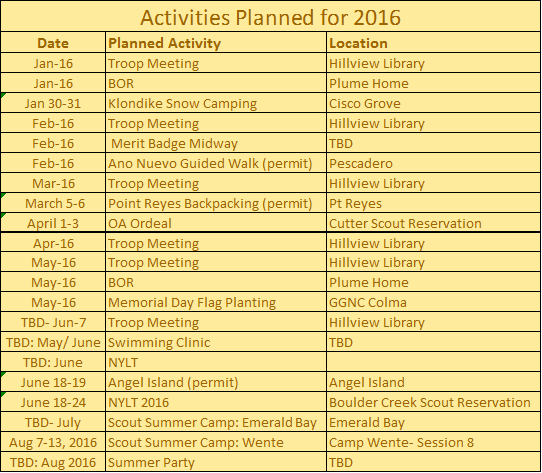 Activities Planned for 2016
Date Planned Activity Location
Jan-16 Troop Meeting Hillview Library
Jan-16 BOR Plume Home
Jan 30-31 Klondike Snow Camping Cisco Grove
Feb-16 Troop Meeting Hillview Library
Feb-16 Merit Badge Midway TBD
Feb-16 Ano Nuevo Guided Walk (permit) Pescadero
Mar-16 Troop Meeting Hillview Library
March 5-6 Point Reyes Backpacking (permit) Pt Reyes
April 1-3 OA Ordeal Cutter Scout Reservation
Apr-16 Troop Meeting Hillview Library
May-16 Troop Meeting Hillview Library
May-16 BOR Plume Home
May-16 Memorial Day Flag Planting GGNC Colma
TBD- Jun-7 Troop Meeting Hillview Library
TBD: May/ June Swimming Clinic TBD
TBD: June NYLT
June 18-19 Angel Island (permit) Angel Island
June 18-24 NYLT 2016 Boulder Creek Scout Reservation
TBD- July Scout Summer Camp: Emerald Bay Emerald Bay
Aug 7-13, 2016 Scout Summer Camp: Wente Camp Wente- Session 8
TBD: Aug 2016 Summer Party TBD